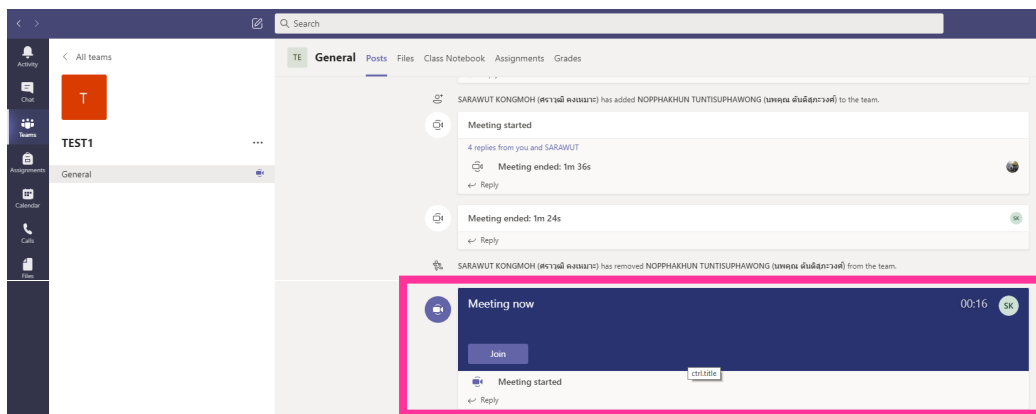 Search
Activity
Chat
Teams
Assignments
Calendar
Calls
Files
All teams
T
TEST1
General
TE General Posts Files Class Notebook Assignments Grades
SARAWUT KONGMOH (ศราวุฒิ คงเหมาะ) has added NOPPHAKHUN TUNTISUPHAWONG (นพคุณ ตันติสุภะวงศ์) to the team.
Meeting started
4 replies from you and SARAWUT
Meeting ended: 1m 36s
Reply
Meeting ended: 1m 24s SK
Reply
SARAWUT KONGMOH (ศราวุฒิ คงเหมาะ) has removed NOPPHAKHUN TUNTISUPHAWONG (นพคุณ ตันติสุภะวงศ์) from the team.
Meeting now 00:16 SK
Join
ctrl.title
Meeting started
Reply